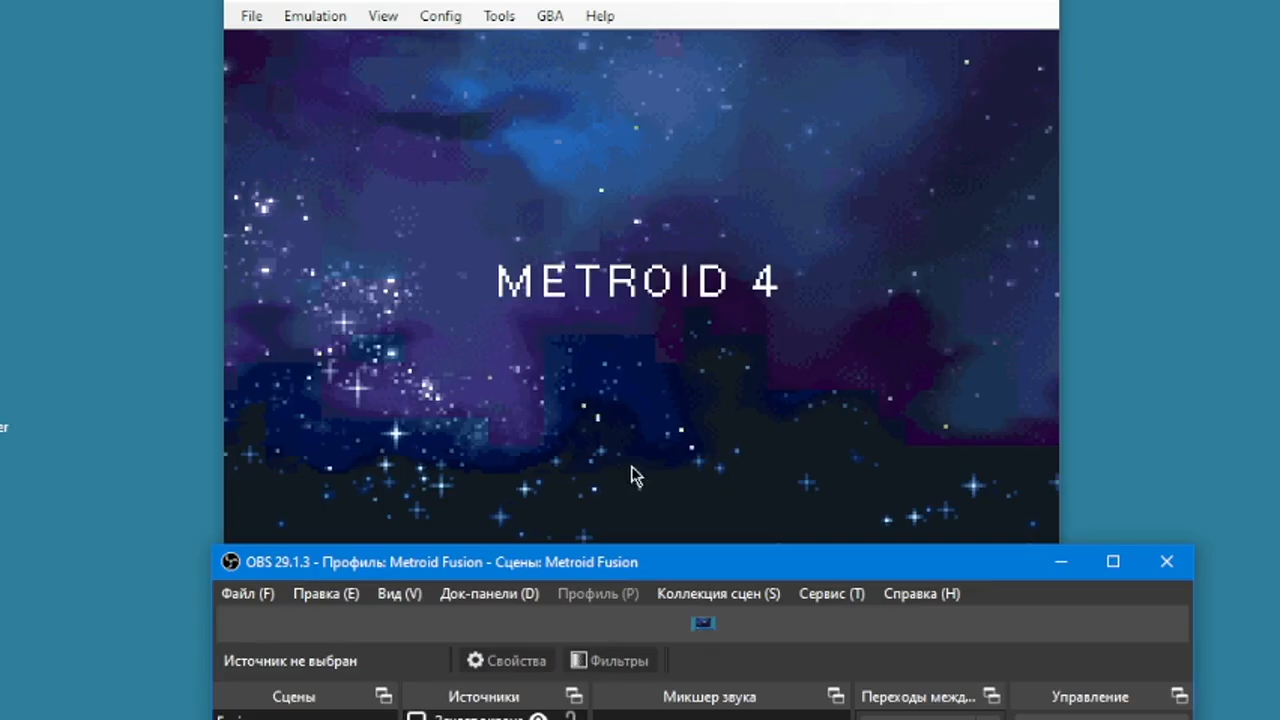 File Emulation View Config Tools GBA Help
METROID 4
er
OBS 29.1.3 - Профиль: Metroid Fusion - Сцены: Metroid Fusion
Файл (F) Правка (E) Вид (V) Док-панели (D) Профиль (P) Коллекция сцен (S) Сервис (T) Справка (H)
Источник не выбран Свойства Фильтры
Сцены Источники Микшер звука Переходы межд... Управление